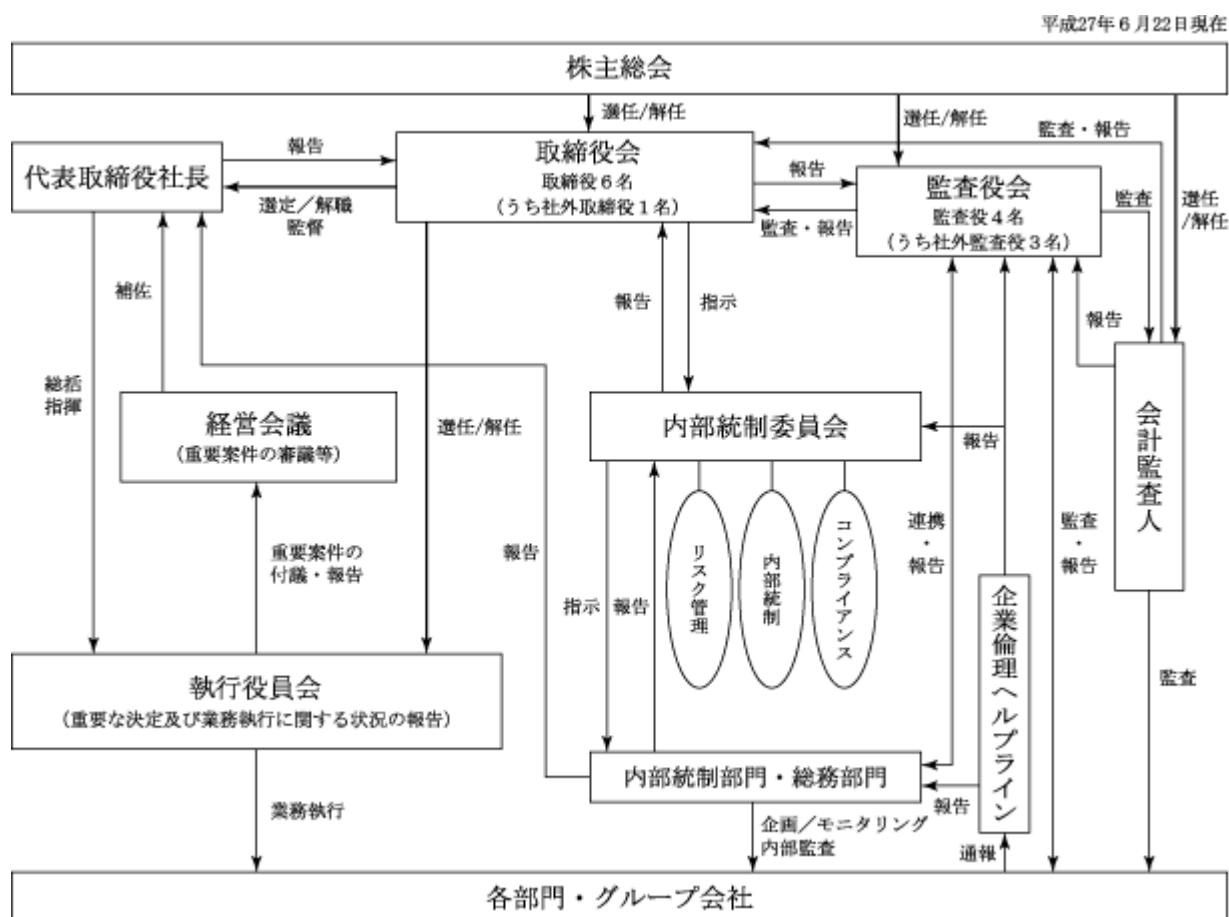 平成27年6月22日現在
株主総会
選任/解任
選任/解任
監査・報告
選任
/解任
代表取締役社長
報告
選定／解職
監督
取締役会
取締役6名
(うち社外取締役1名)
報告
監査・報告
監査役会
監査役4名
(うち社外監査役3名)
監査
補佐
報告
指示
報告
総括
指揮
経営会議
(重要案件の審議等)
選任/解任
内部統制委員会
報告
会計監査人
リスク管理
内部統制
コンプライアンス
連携
・
報告
監査
・
報告
重要案件の
付議・報告
報告
指示
報告
企業倫理ヘルプライン
執行役員会
(重要な決定及び業務執行に関する状況の報告)
監査
内部統制部門・総務部門
報告
業務執行
企画／モニタリング
内部監査
通報
各部門・グループ会社